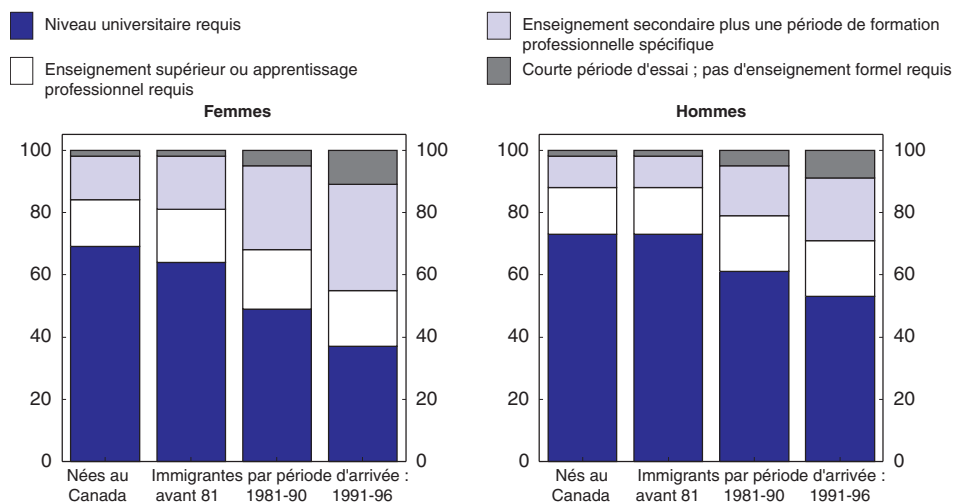 Niveau universitaire requis
Enseignement supérieur ou apprentissage
professionnel requis
Enseignement secondaire plus une période de formation
professionnelle spécifique
Courte période d'essai ; pas d'enseignement formel requis
Femmes
100
80
60
40
20
0
100
80
60
40
20
0
Nées au Immigrantes par période d'arrivée :
Canada avant 81 1981-90 1991-96
Hommes
100
80
60
40
20
0
100
80
60
40
20
0
Nés au Immigrants par période d'arrivée :
Canada avant 81 1981-90 1991-96